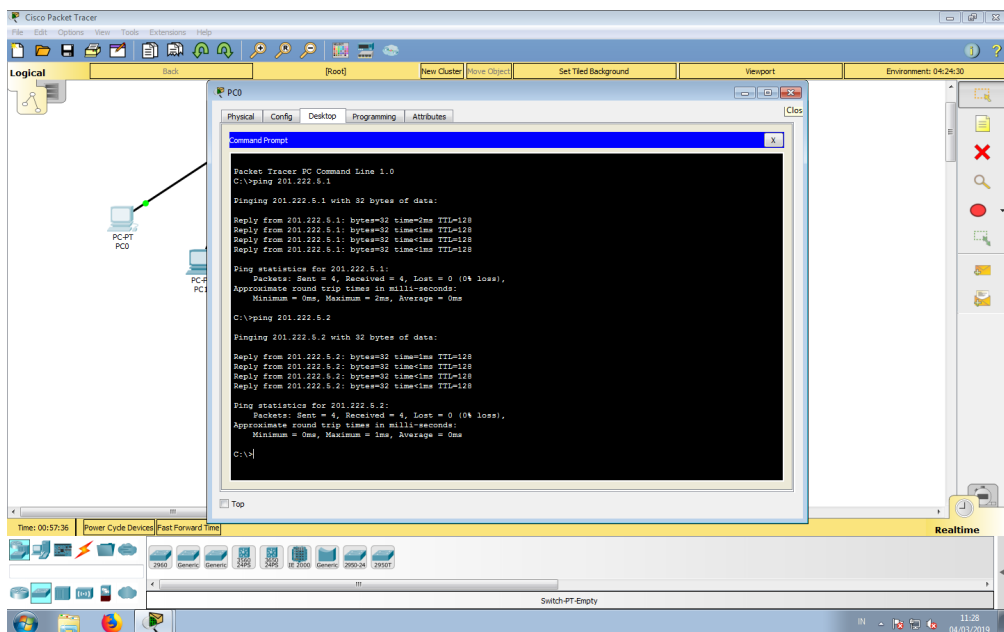 Cisco Packet Tracer
File Edit Options View Tools Extensions Help
Logical
Back
[Root]
New Cluster
Move Object
Set Tiled Background
Viewport
Environment: 04:24:30
PC0
Clos
Physical
Config
Desktop
Programming
Attributes
Command Prompt
X
Packet Tracer PC Command Line 1.0
C:\>ping 201.222.5.1
Pinging 201.222.5.1 with 32 bytes of data:
Reply from 201.222.5.1: bytes=32 time=2ms TTL=128
Reply from 201.222.5.1: bytes=32 time<1ms TTL=128
Reply from 201.222.5.1: bytes=32 time<1ms TTL=128
Reply from 201.222.5.1: bytes=32 time<1ms TTL=128
Ping statistics for 201.222.5.1:
Packets: Sent = 4, Received = 4, Lost = 0 (0% loss),
Approximate round trip times in milli-seconds:
Minimum = 0ms, Maximum = 2ms, Average = 0ms
C:\>ping 201.222.5.2
Pinging 201.222.5.2 with 32 bytes of data:
Reply from 201.222.5.2: bytes=32 time=1ms TTL=128
Reply from 201.222.5.2: bytes=32 time<1ms TTL=128
Reply from 201.222.5.2: bytes=32 time<1ms TTL=128
Reply from 201.222.5.2: bytes=32 time<1ms TTL=128
Ping statistics for 201.222.5.2:
Packets: Sent = 4, Received = 4, Lost = 0 (0% loss),
Approximate round trip times in milli-seconds:
Minimum = 0ms, Maximum = 1ms, Average = 0ms
C:\>
PC-PT
PC0
PC-P
PC1
Top
Time: 00:57:36
Power Cycle Devices
Fast Forward Time
Realtime
2960
Generic
Generic
3560 24PS
3650 24PS
IE 2000
Generic
2950-24
2950T
Switch-PT-Empty
IN
11:28
04/03/2019